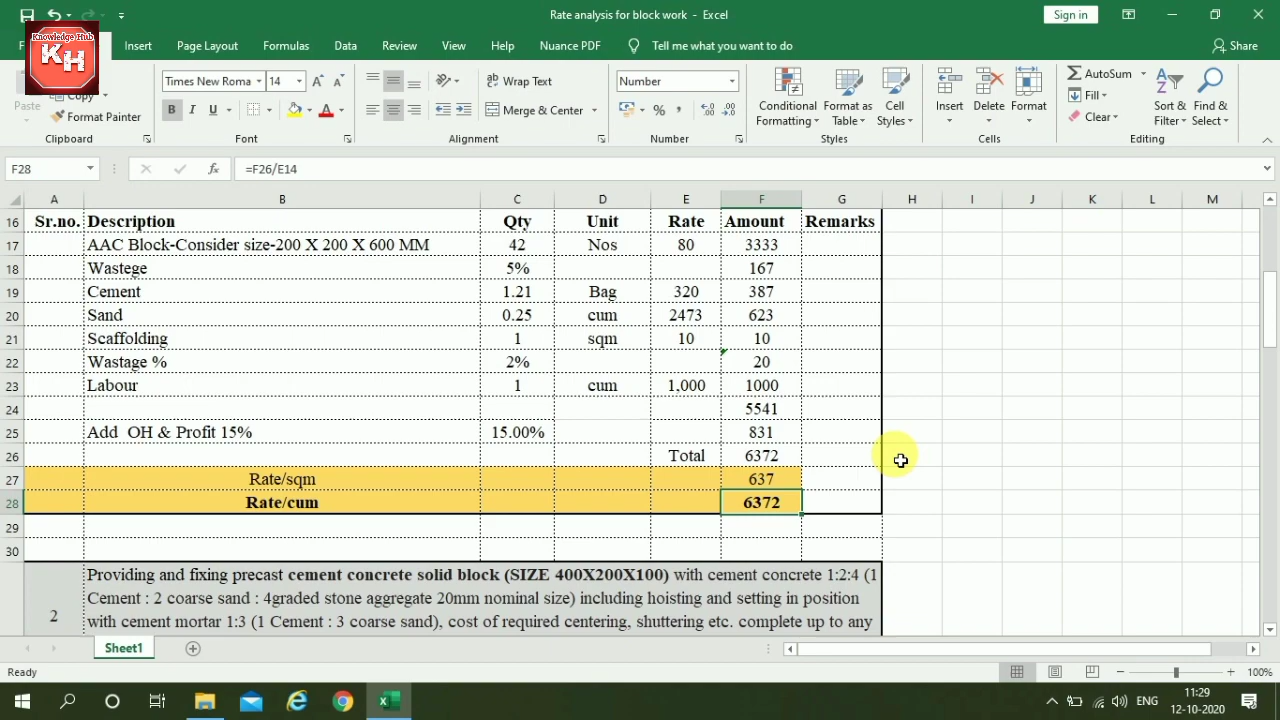 Rate analysis for block work - Excel
Sign in
Knowledge Hub
KH
F
Insert
Page Layout
Formulas
Data
Review
View
Help
Nuance PDF
Tell me what you want to do
Share
Paste
Copy
Format Painter
Clipboard
Times New Roma
14
B I U
Font
Wrap Text
Merge & Center
Alignment
Number
Number
Conditional Formatting
Format as Table
Cell Styles
Styles
Insert
Delete
Format
Cells
AutoSum
Fill
Clear
Sort & Filter
Find & Select
Editing
F28
fx
=F26/E14
A B C D E F G H I J K L M
16 Sr.no. Description Qty Unit Rate Amount Remarks
17 AAC Block-Consider size-200 X 200 X 600 MM 42 Nos 80 3333
18 Wastege 5% 167
19 Cement 1.21 Bag 320 387
20 Sand 0.25 cum 2473 623
21 Scaffolding 1 sqm 10 10
22 Wastage % 2% 20
23 Labour 1 cum 1,000 1000
24 5541
25 Add OH & Profit 15% 15.00% 831
26 Total 6372
27 Rate/sqm 637
28 Rate/cum 6372
29
30
2
Providing and fixing precast cement concrete solid block (SIZE 400X200X100) with cement concrete 1:2:4 (1
Cement : 2 coarse sand : 4graded stone aggregate 20mm nominal size) including hoisting and setting in position
with cement mortar 1:3 (1 Cement : 3 coarse sand), cost of required centering, shuttering etc. complete up to any
Sheet1
Ready
100%
ENG
11:29
12-10-2020